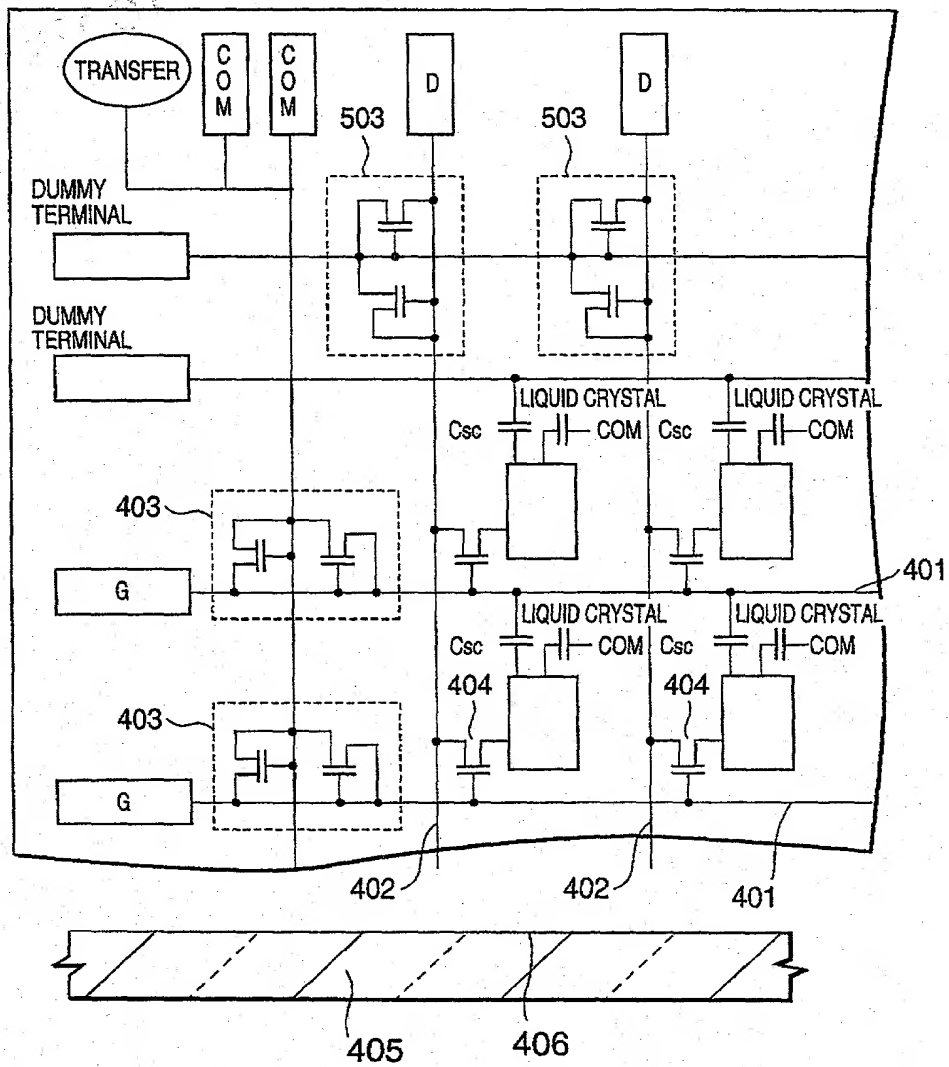 TRANSFER
COM
COM
D
D
503
503
DUMMY
TERMINAL
DUMMY
TERMINAL
LIQUID CRYSTAL
LIQUID CRYSTAL
Csc
COM
Csc
COM
403
G
401
LIQUID CRYSTAL
LIQUID CRYSTAL
Csc
COM
Csc
COM
404
404
403
G
402
402
401
405
406